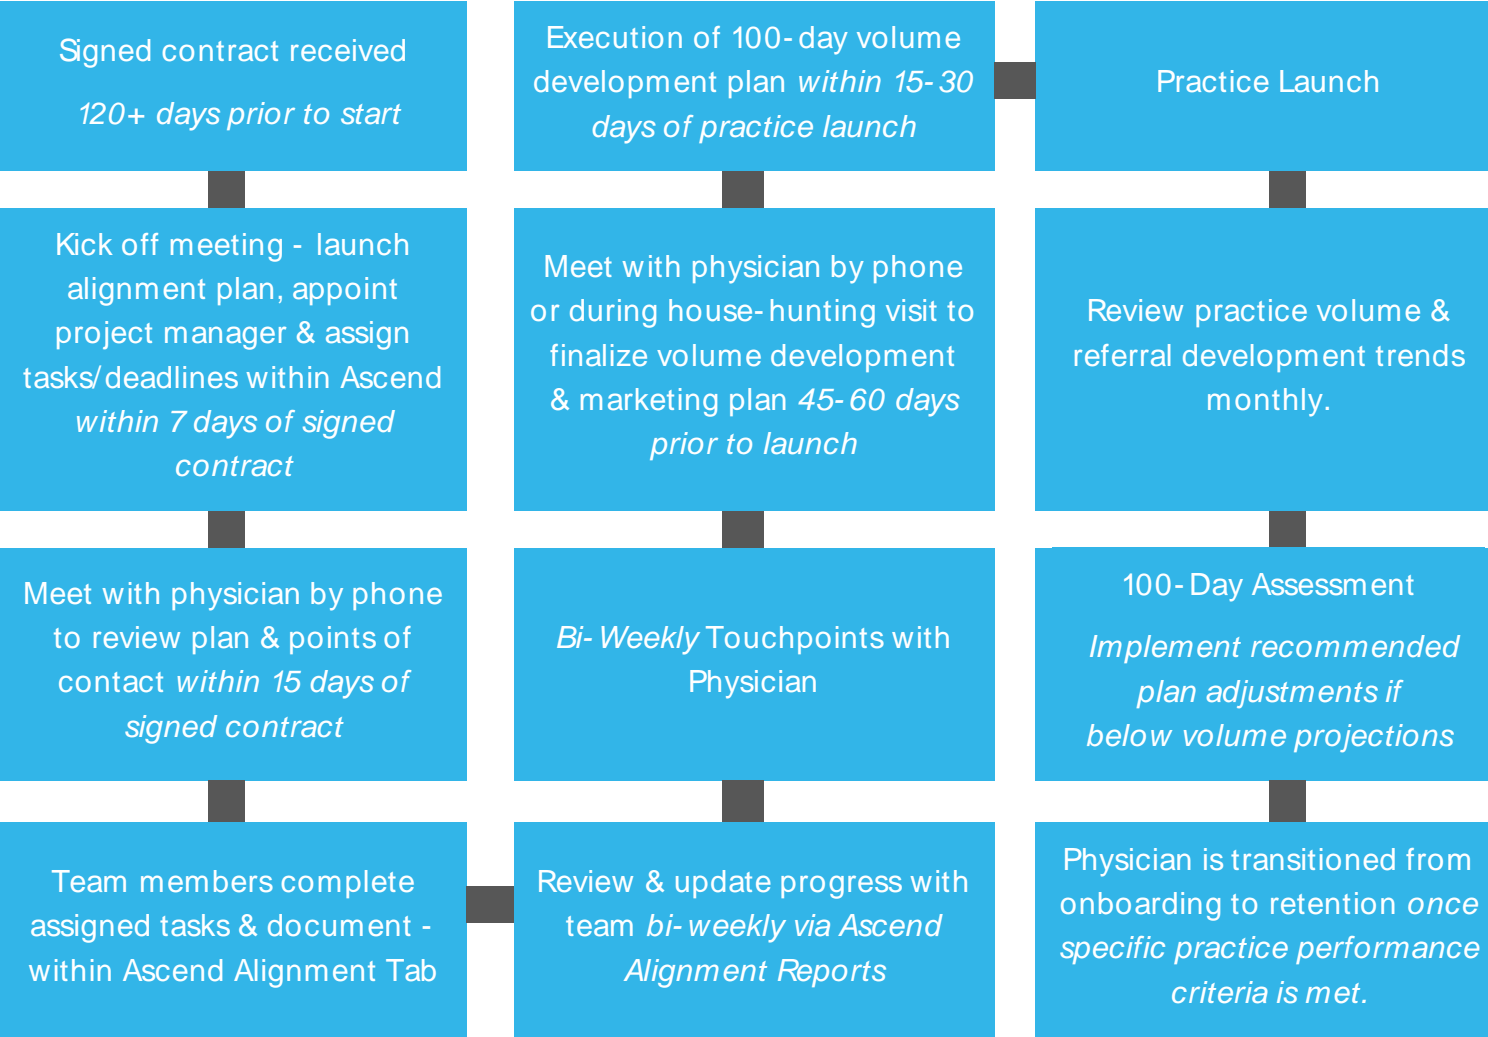 Signed contract received
120+ days prior to start
Kick off meeting - launch
alignment plan, appoint
project manager & assign
tasks/deadlines within Ascend
within 7 days of signed
contract
Meet with physician by phone
to review plan & points of
contact within 15 days of
signed contract
Team members complete
assigned tasks & document -
within Ascend Alignment Tab
Review & update progress with
team bi-weekly via Ascend
Alignment Reports
Bi-Weekly Touchpoints with
Physician
Meet with physician by phone
or during house-hunting visit to
finalize volume development
& marketing plan 45-60 days
prior to launch
Execution of 100-day volume
development plan within 15-30
days of practice launch
Practice Launch
Review practice volume &
referral development trends
monthly.
100-Day Assessment
Implement recommended
plan adjustments if
below volume projections
Physician is transitioned from
onboarding to retention once
specific practice performance
criteria is met.